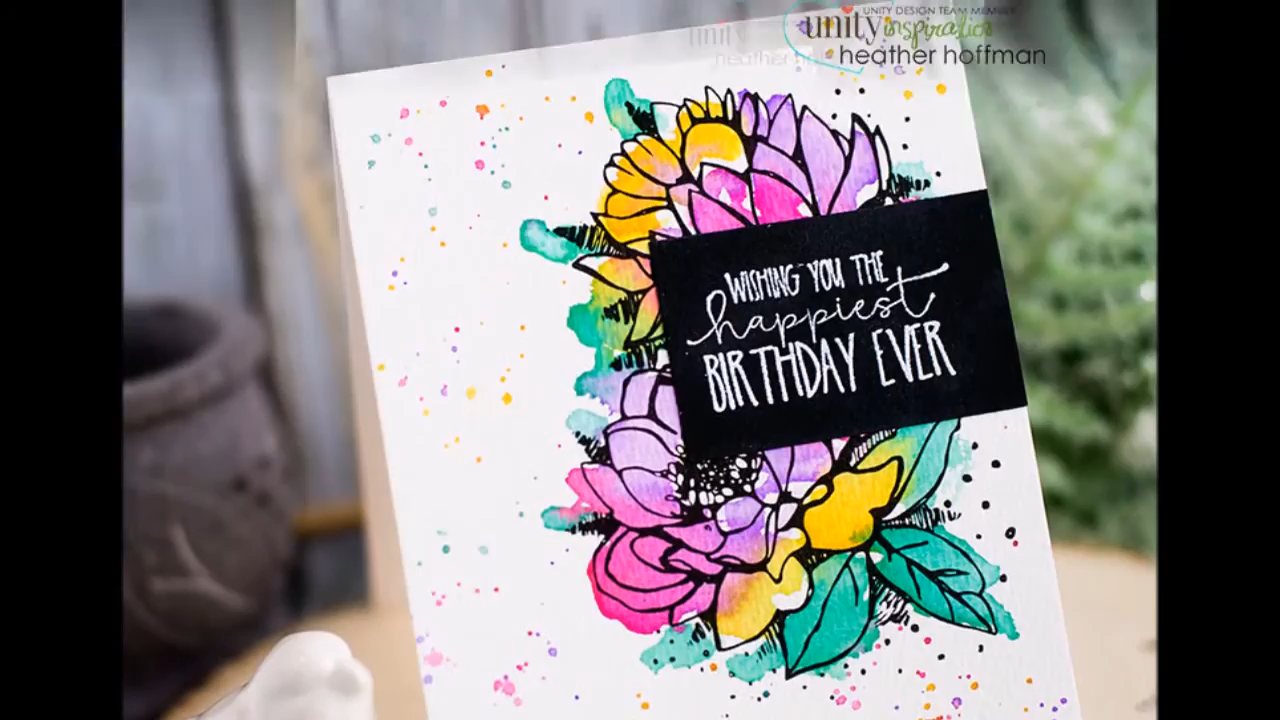 UNITY DESIGN TEAM MEMBER
unity inspiration
heather hoffman
WISHING YOU THE
happiest
BIRTHDAY EVER